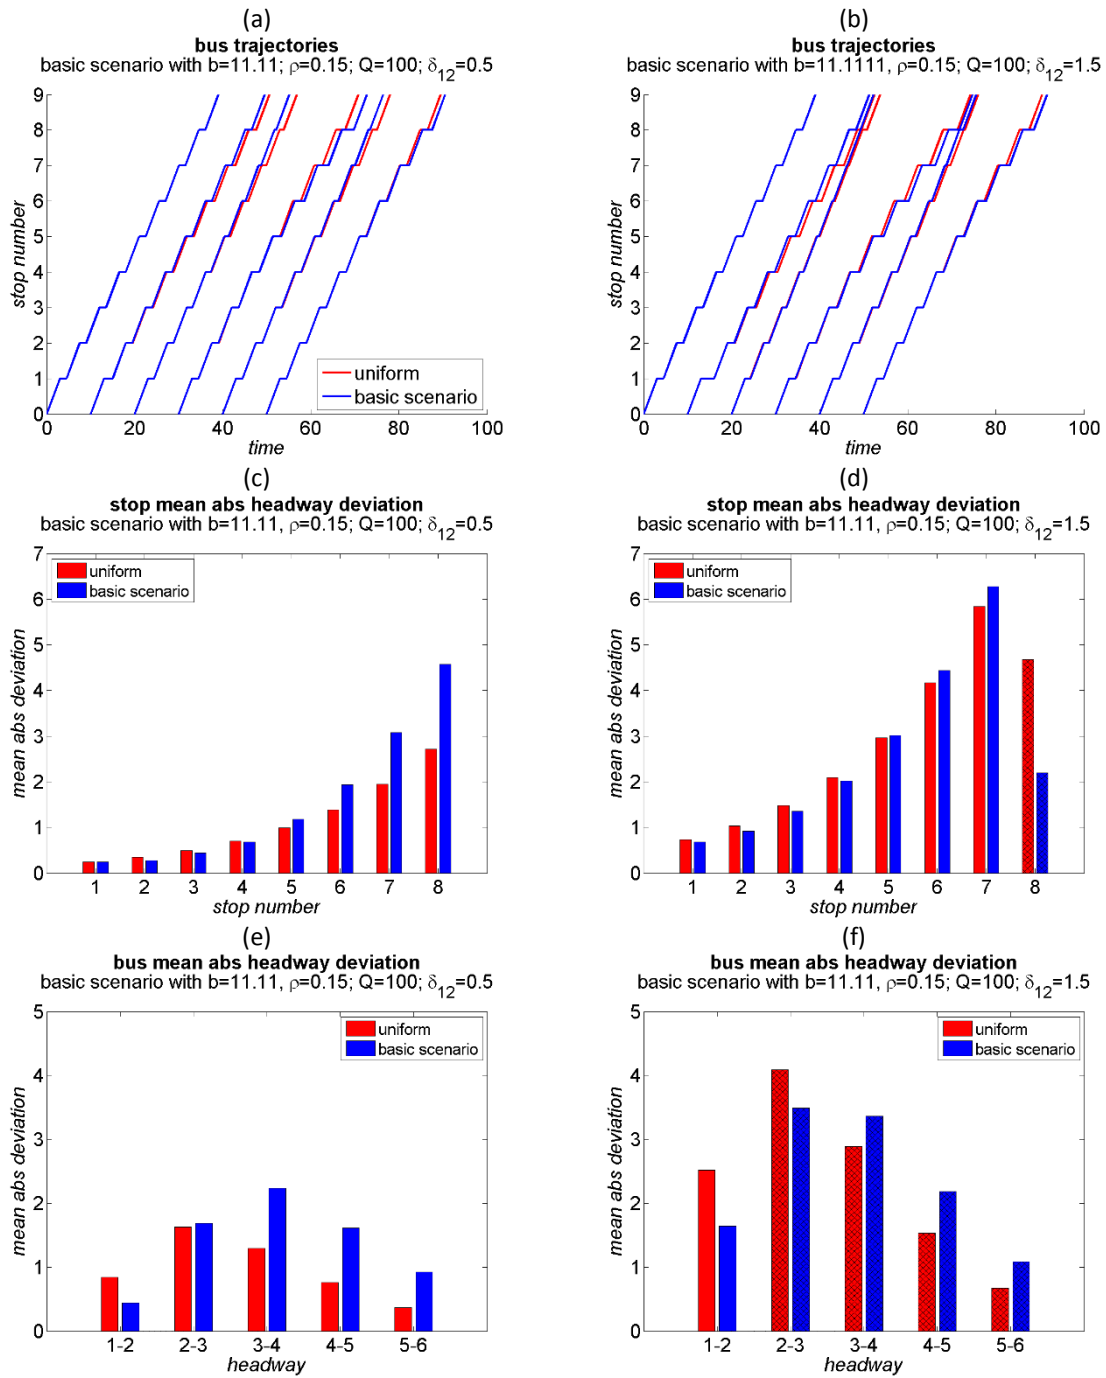 (a)
bus trajectories
basic scenario with b=11.11; ρ=0.15; Q=100; δ12=0.5
9
8
7
6
5
4
3
2
1
0
stop number
uniform
basic scenario
0 20 40 60 80 100
time
(b)
bus trajectories
basic scenario with b=11.1111, ρ=0.15; Q=100; δ12=1.5
9
8
7
6
5
4
3
2
1
0
stop number
0 20 40 60 80 100
time
(c)
stop mean abs headway deviation
basic scenario with b=11.11, ρ=0.15; Q=100; δ12=0.5
7
6
5
4
3
2
1
0
mean abs deviation
uniform
basic scenario
1 2 3 4 5 6 7 8
stop number
(d)
stop mean abs headway deviation
basic scenario with b=11.11, ρ=0.15; Q=100; δ12=1.5
7
6
5
4
3
2
1
0
mean abs deviation
uniform
basic scenario
1 2 3 4 5 6 7 8
stop number
(e)
bus mean abs headway deviation
basic scenario with b=11.11, ρ=0.15; Q=100; δ12=0.5
5
4
3
2
1
0
mean abs deviation
uniform
basic scenario
1-2 2-3 3-4 4-5 5-6
headway
(f)
bus mean abs headway deviation
basic scenario with b=11.11, ρ=0.15; Q=100; δ12=1.5
5
4
3
2
1
0
mean abs deviation
uniform
basic scenario
1-2 2-3 3-4 4-5 5-6
headway